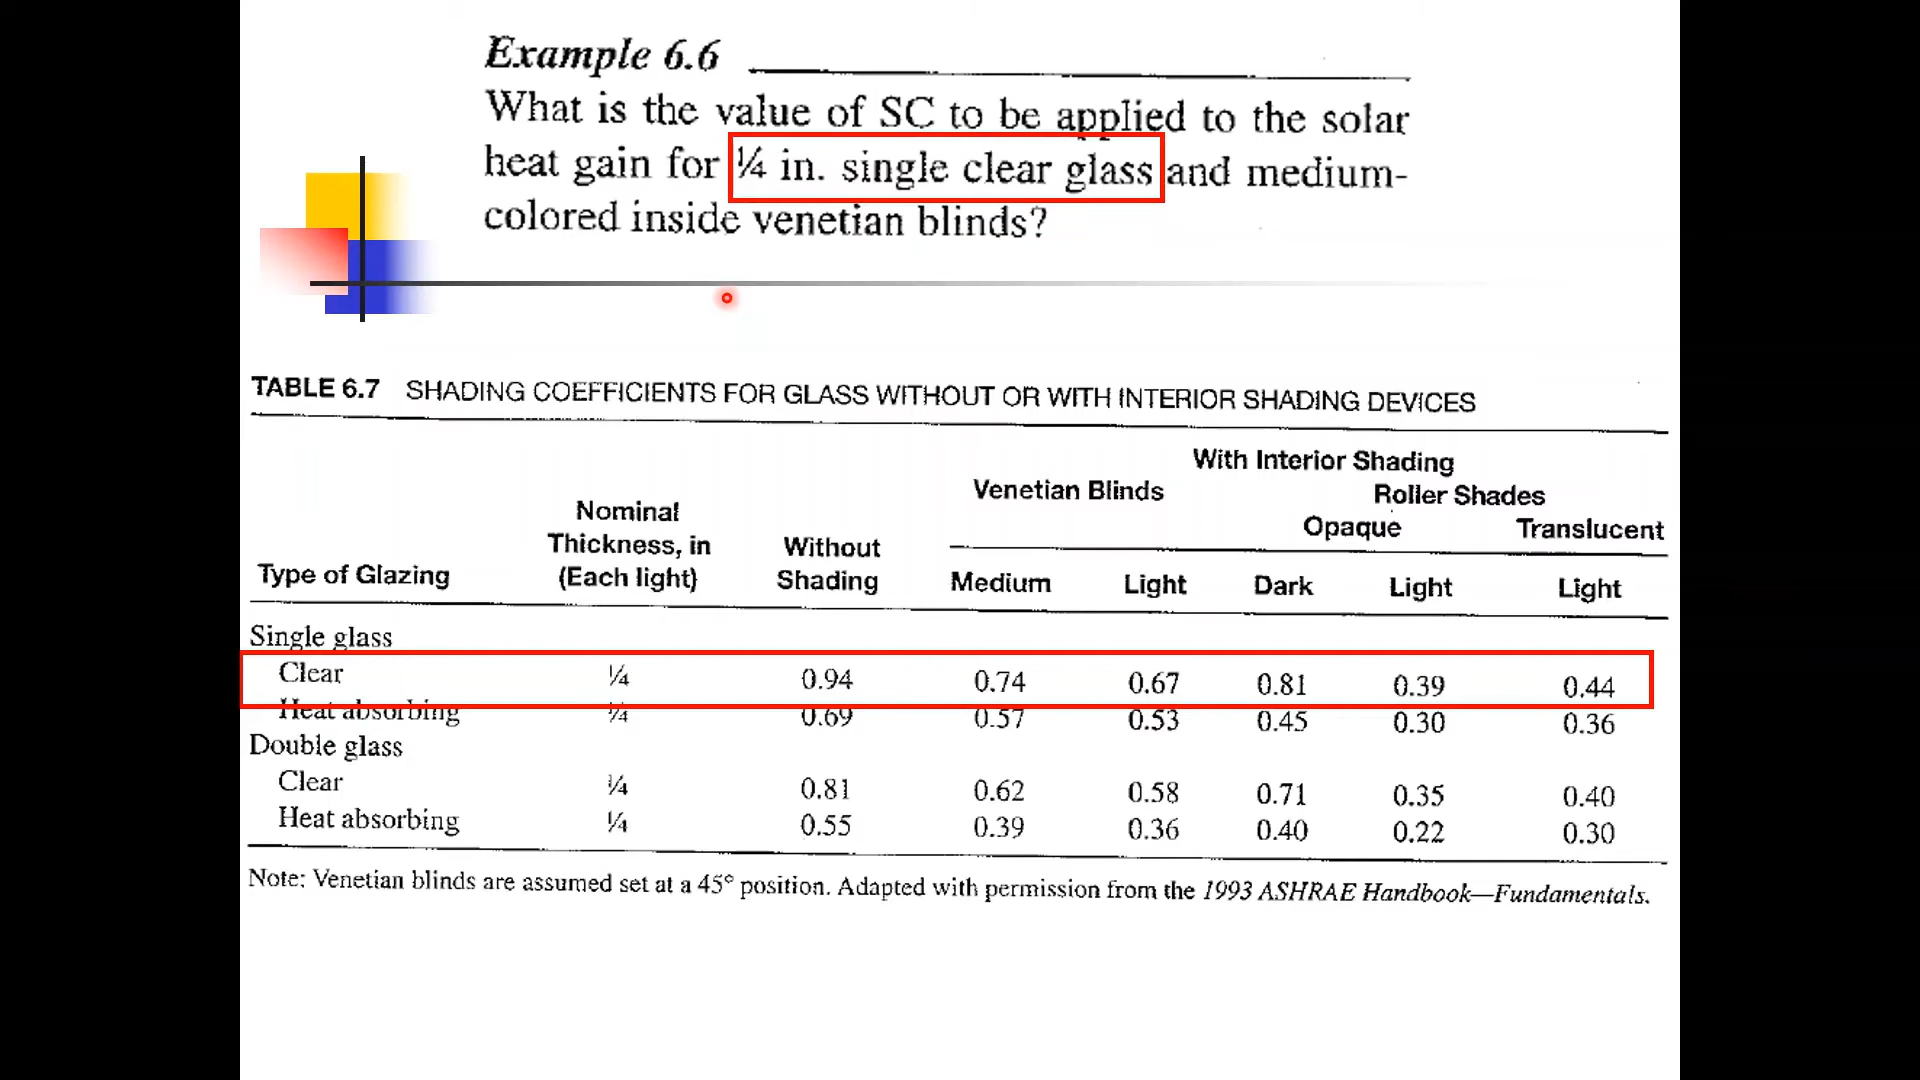 Example 6.6
What is the value of SC to be applied to the solar
heat gain for ¼ in. single clear glass and medium-
colored inside venetian blinds?
TABLE 6.7 SHADING COEFFICIENTS FOR GLASS WITHOUT OR WITH INTERIOR SHADING DEVICES
With Interior Shading
Venetian Blinds Roller Shades
Nominal Opaque Translucent
Thickness, in Without
Type of Glazing (Each light) Shading Medium Light Dark Light Light
Single glass
Clear ¼ 0.94 0.74 0.67 0.81 0.39 0.44
Heat absorbing ¼ 0.69 0.57 0.53 0.45 0.30 0.36
Double glass
Clear ¼ 0.81 0.62 0.58 0.71 0.35 0.40
Heat absorbing ¼ 0.55 0.39 0.36 0.40 0.22 0.30
Note: Venetian blinds are assumed set at a 45° position. Adapted with permission from the 1993 ASHRAE Handbook—Fundamentals.